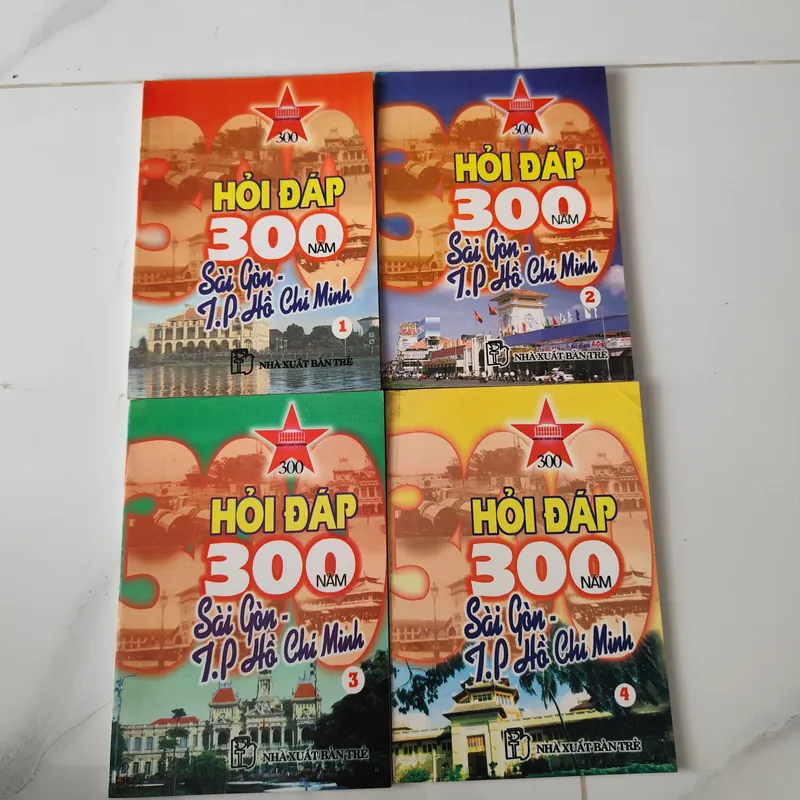 300
HỎI ĐÁP
300
NĂM
Sài Gòn -
T.P Hồ Chí Minh
1
NHÀ XUẤT BẢN TRẺ
300
HỎI ĐÁP
300
NĂM
Sài Gòn -
T.P Hồ Chí Minh
2
NHÀ XUẤT BẢN TRẺ
300
HỎI ĐÁP
300
NĂM
Sài Gòn -
T.P Hồ Chí Minh
3
NHÀ XUẤT BẢN TRẺ
300
HỎI ĐÁP
300
NĂM
Sài Gòn -
T.P Hồ Chí Minh
4
NHÀ XUẤT BẢN TRẺ